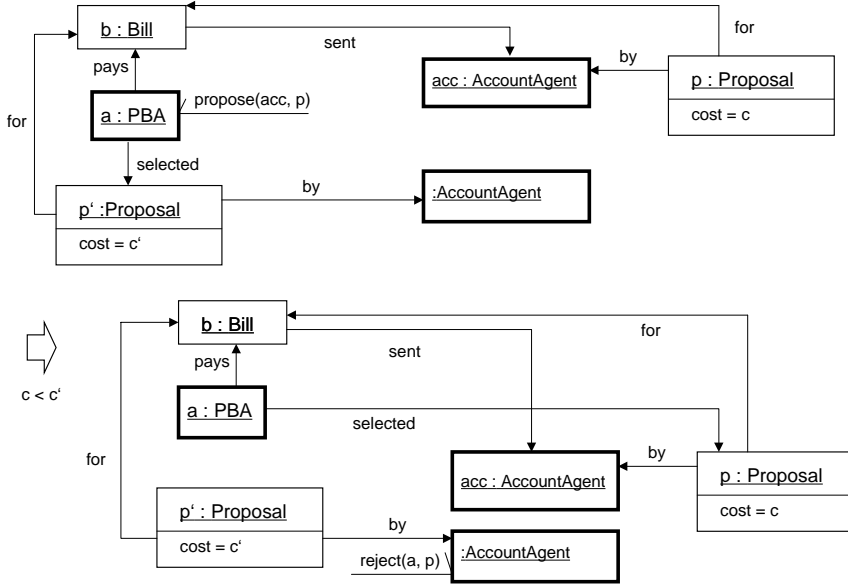 b : Bill
for
sent
pays
by
acc : AccountAgent
p : Proposal
cost = c
propose(acc, p)
a : PBA
for
selected
by
:AccountAgent
p‘ :Proposal
cost = c‘
b : Bill
for
sent
pays
c < c‘
a : PBA
selected
for
by
acc : AccountAgent
p : Proposal
cost = c
p‘ : Proposal
by
cost = c‘
:AccountAgent
reject(a, p)